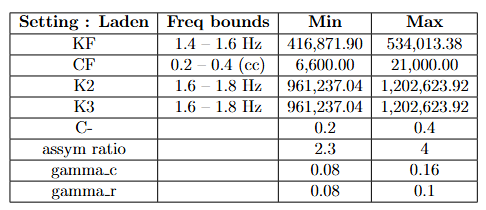 Setting : Laden Freq bounds Min Max
KF 1.4 – 1.6 Hz 416,871.90 534,013.38
CF 0.2 – 0.4 (cc) 6,600.00 21,000.00
K2 1.6 – 1.8 Hz 961,237.04 1,202,623.92
K3 1.6 – 1.8 Hz 961,237.04 1,202,623.92
C- 0.2 0.4
assym ratio 2.3 4
gamma_c 0.08 0.16
gamma_r 0.08 0.1